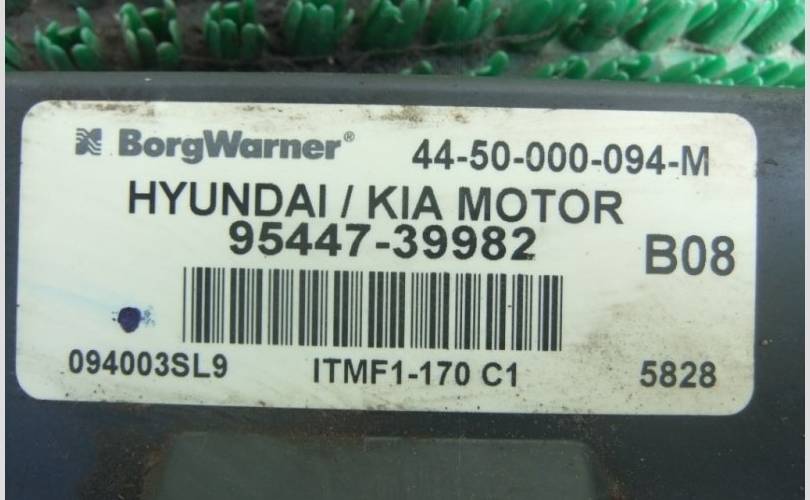 BorgWarner® 44-50-000-094-M
HYUNDAI / KIA MOTOR
95447-39982 B08
094003SL9 ITMF1-170 C1 5828